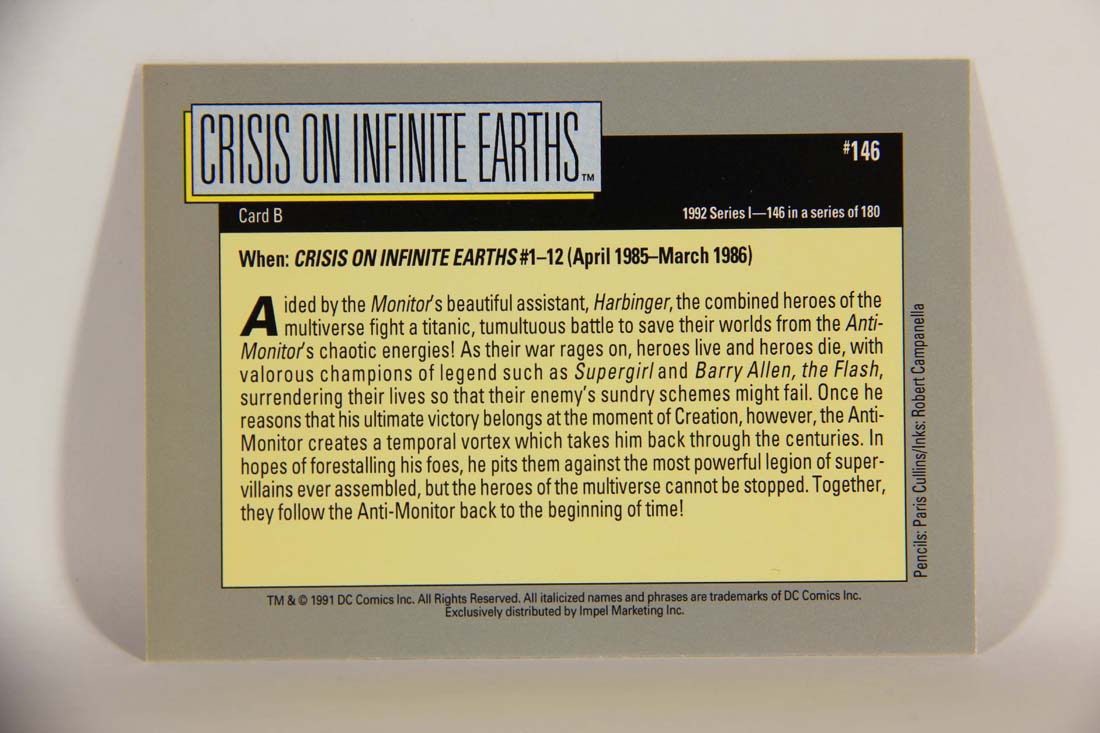 CRISIS ON INFINITE EARTHS™
#146
Card B
1992 Series I—146 in a series of 180
When: CRISIS ON INFINITE EARTHS #1–12 (April 1985–March 1986)
Aided by the Monitor's beautiful assistant, Harbinger, the combined heroes of the
multiverse fight a titanic, tumultuous battle to save their worlds from the Anti-
Monitor's chaotic energies! As their war rages on, heroes live and heroes die, with
valorous champions of legend such as Supergirl and Barry Allen, the Flash,
surrendering their lives so that their enemy's sundry schemes might fail. Once he
reasons that his ultimate victory belongs at the moment of Creation, however, the Anti-
Monitor creates a temporal vortex which takes him back through the centuries. In
hopes of forestalling his foes, he pits them against the most powerful legion of super-
villains ever assembled, but the heroes of the multiverse cannot be stopped. Together,
they follow the Anti-Monitor back to the beginning of time!
Pencils: Paris Cullins/Inks: Robert Campanella
TM & © 1991 DC Comics Inc. All Rights Reserved. All italicized names and phrases are trademarks of DC Comics Inc.
Exclusively distributed by Impel Marketing Inc.